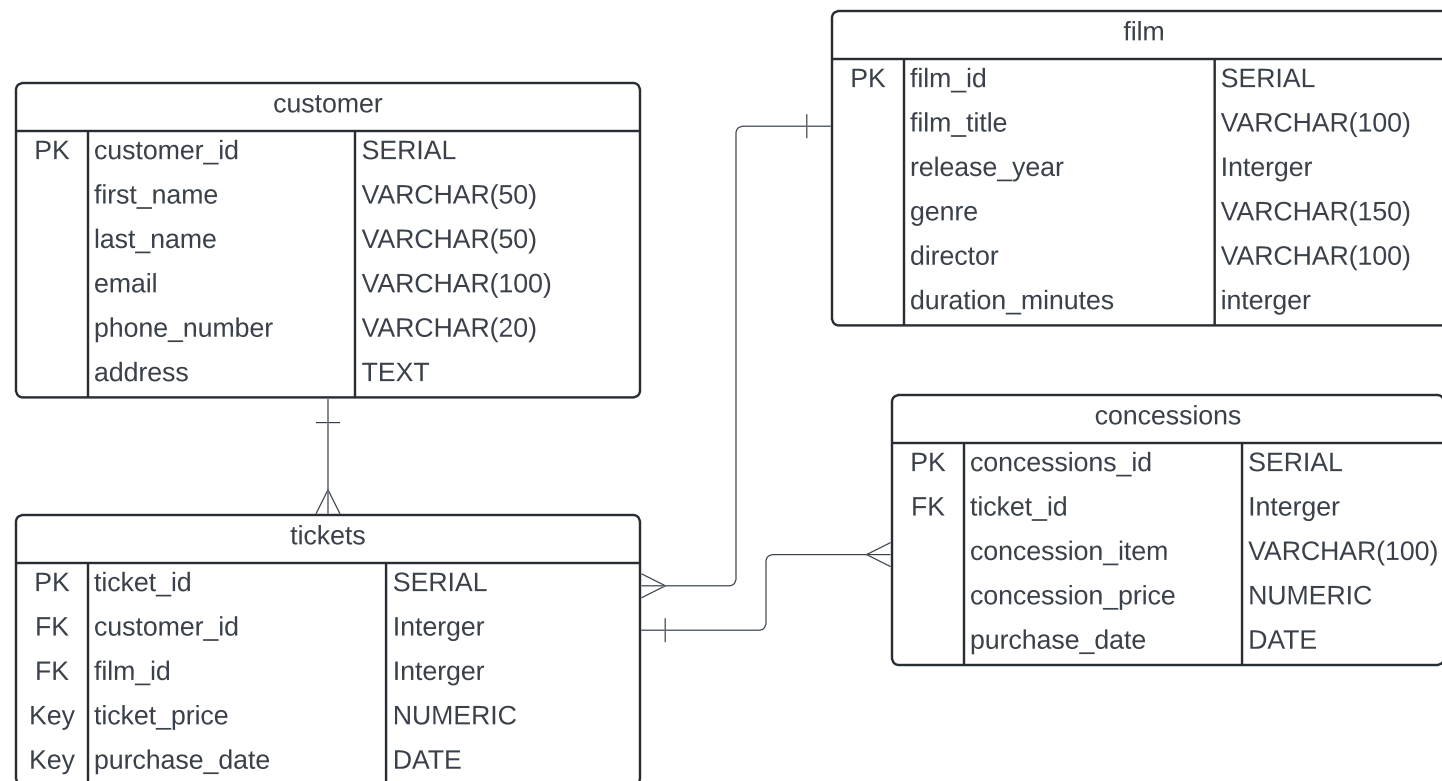 customer
PK customer_id SERIAL
first_name VARCHAR(50)
last_name VARCHAR(50)
email VARCHAR(100)
phone_number VARCHAR(20)
address TEXT
film
PK film_id SERIAL
film_title VARCHAR(100)
release_year Interger
genre VARCHAR(150)
director VARCHAR(100)
duration_minutes interger
tickets
PK ticket_id SERIAL
FK customer_id Interger
FK film_id Interger
Key ticket_price NUMERIC
Key purchase_date DATE
concessions
PK concessions_id SERIAL
FK ticket_id Interger
concession_item VARCHAR(100)
concession_price NUMERIC
purchase_date DATE